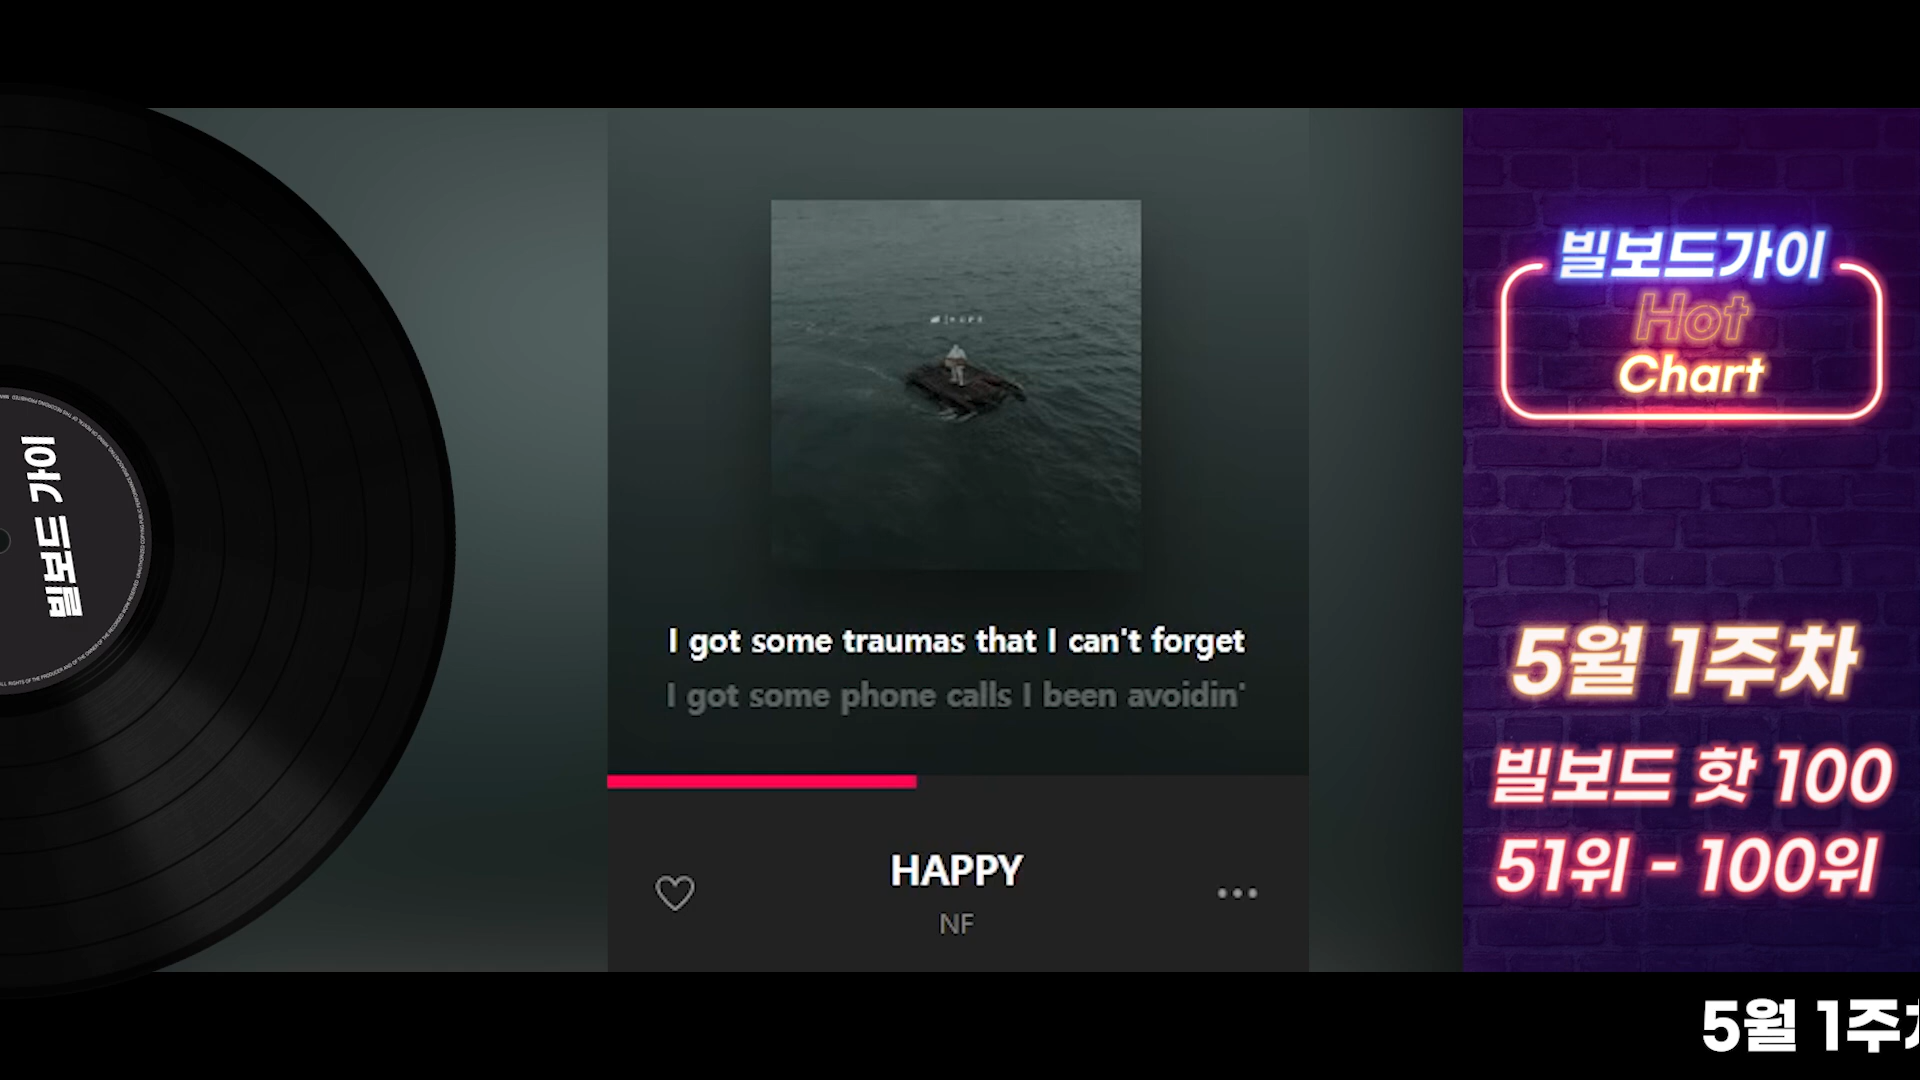 빌보드 가이
I got some traumas that I can't forget
I got some phone calls I been avoidin'
HAPPY
NF
빌보드가이
Hot
Chart
5월 1주차
빌보드 핫 100
51위 - 100위
5월 1주